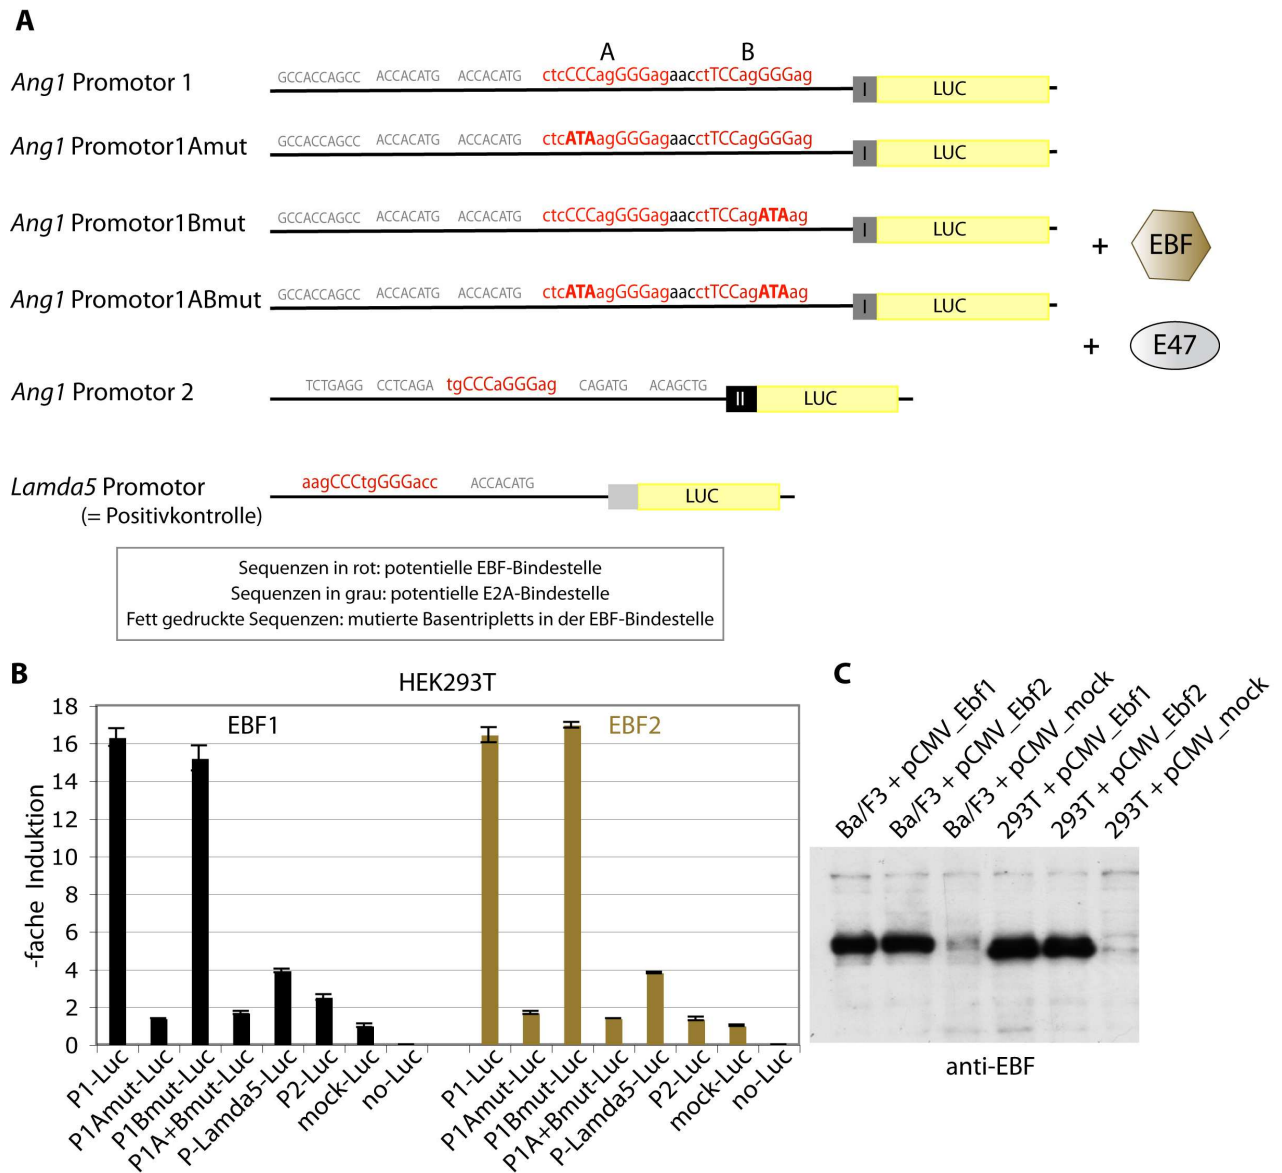 A
A B
Ang1 Promotor 1 GCCACCAGCC ACCACATG ACCACATG ctcCCCagGGGagaacctTCCagGGGag I LUC
Ang1 Promotor1Amut GCCACCAGCC ACCACATG ACCACATG ctcATAagGGGagaacctTCCagGGGag I LUC
Ang1 Promotor1Bmut GCCACCAGCC ACCACATG ACCACATG ctcCCCagGGGagaacctTCCagATAag I LUC
+ EBF
Ang1 Promotor1ABmut GCCACCAGCC ACCACATG ACCACATG ctcATAagGGGagaacctTCCagATAag I LUC
+ E47
Ang1 Promotor 2 TCTGAGG CCTCAGA tgCCCaGGGag CAGATG ACAGCTG II LUC
Lamda5 Promotor aagCCCtgGGGacc ACCACATG LUC
(= Positivkontrolle)
Sequenzen in rot: potentielle EBF-Bindestelle
Sequenzen in grau: potentielle E2A-Bindestelle
Fett gedruckte Sequenzen: mutierte Basentripletts in der EBF-Bindestelle
B
HEK293T
EBF1 EBF2
-fache Induktion
18
16
14
12
10
8
6
4
2
0
P1-Luc
P1Amut-Luc
P1Bmut-Luc
P1A+Bmut-Luc
P-Lamda5-Luc
P2-Luc
mock-Luc
no-Luc
P1-Luc
P1Amut-Luc
P1Bmut-Luc
P1A+Bmut-Luc
P-Lamda5-Luc
P2-Luc
mock-Luc
no-Luc
C
Ba/F3 + pCMV_Ebf1
Ba/F3 + pCMV_Ebf2
Ba/F3 + pCMV_mock
293T + pCMV_Ebf1
293T + pCMV_Ebf2
293T + pCMV_mock
anti-EBF